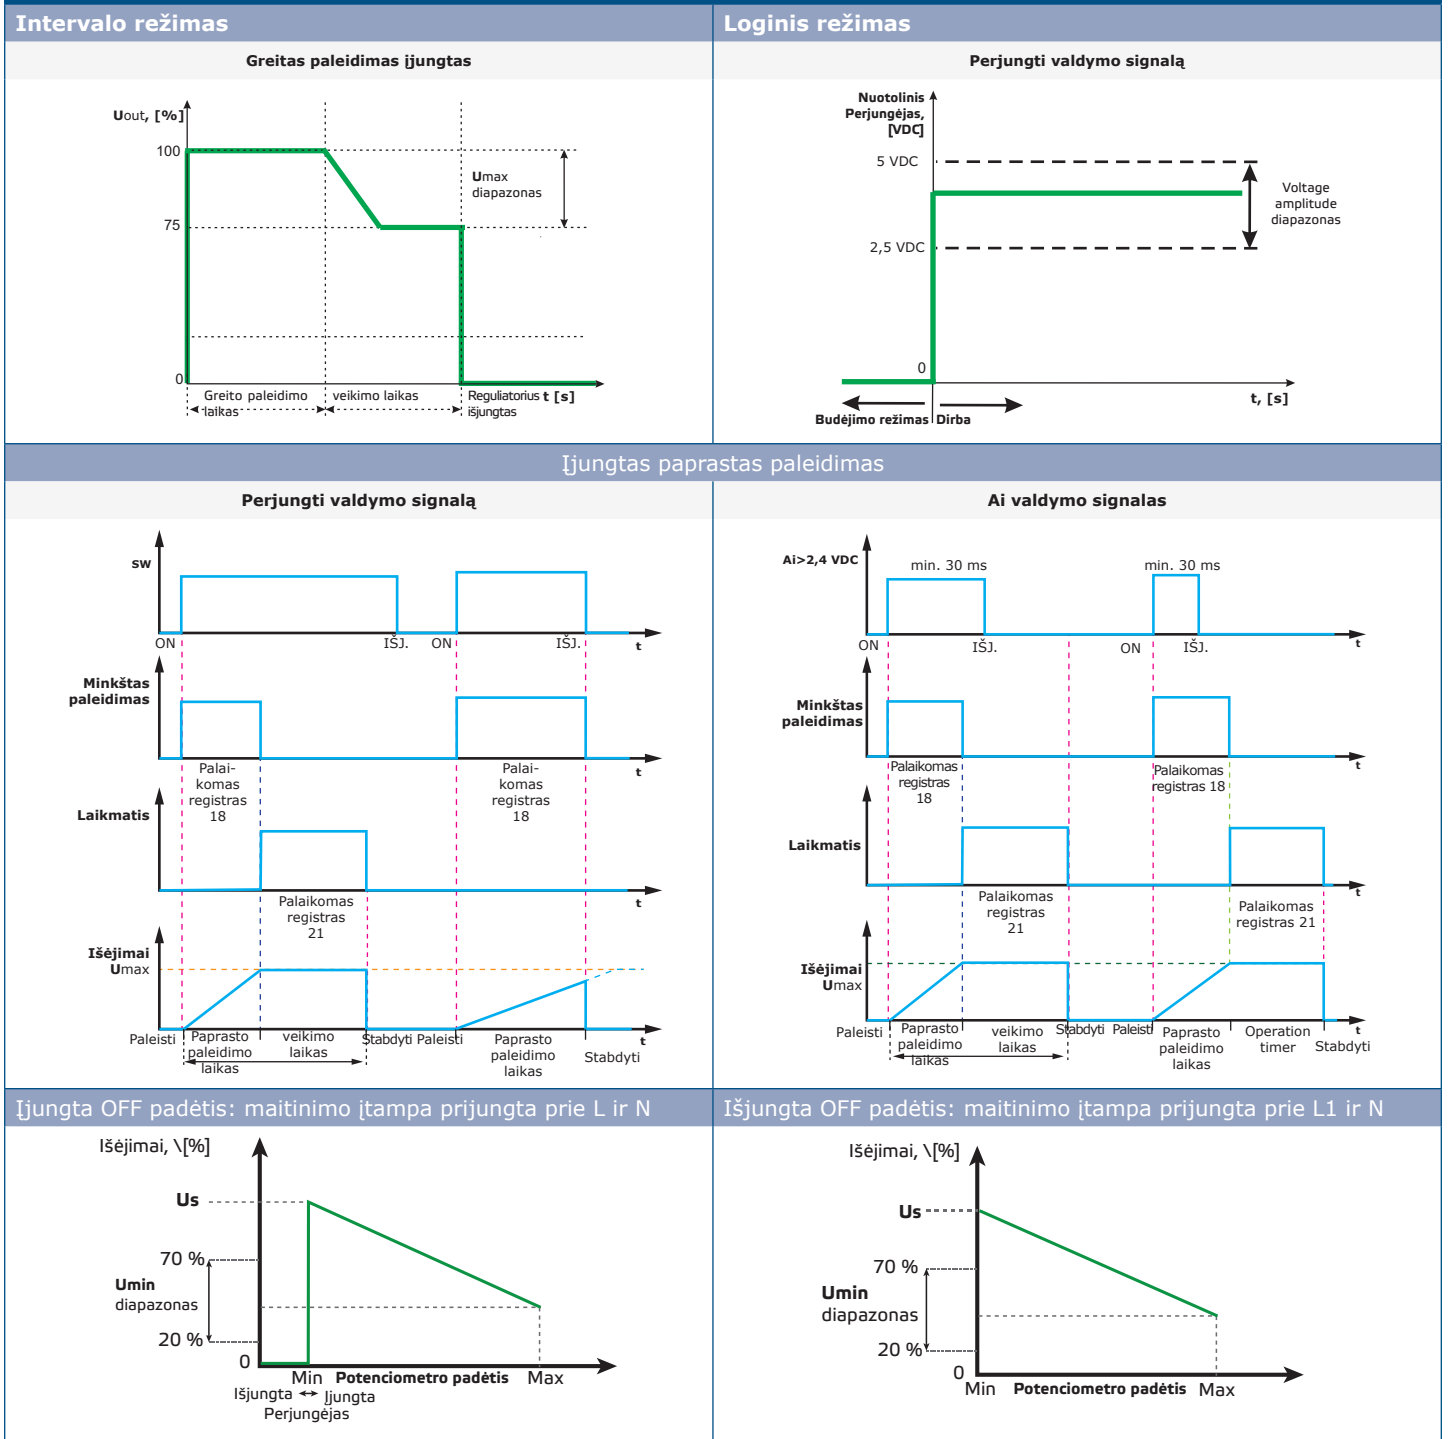 Intervalo režimas
Loginis režimas
Greitas paleidimas įjungtas
Perjungti valdymo signalą
Uout, [%]
100
75
0
Umax
diapazonas
Greito paleidimo
laikas
veikimo laikas
Reguliatorius t [s]
išjungtas
Nuotolinis
Perjungėjas,
[VDC]
5 VDC
2,5 VDC
0
Voltage
amplitude
diapazonas
t, [s]
Budėjimo režimas Dirba
Įjungtas paprastas paleidimas
Perjungti valdymo signalą
Ai valdymo signalas
sw
ON
IŠJ.
ON
IŠJ.
t
Minkštas
paleidimas
Palai-
komas
registras
18
Palai-
komas
registras
18
t
Laikmatis
Palaikomas
registras
21
t
Išėjimai
Umax
Paleisti
Paprasto
paleidimo
laikas
veikimo
laikas
Stabdyti
Paleisti
Paprasto
paleidimo
laikas
Stabdyti
t
Ai>2,4 VDC
min. 30 ms
min. 30 ms
ON
IŠJ.
ON
IŠJ.
t
Minkštas
paleidimas
Palaikomas
registras
18
Palaikomas
registras 18
t
Laikmatis
Palaikomas
registras
21
Palaikomas
registras 21
t
Išėjimai
Umax
Paleisti
Paprasto
paleidimo
laikas
veikimo
laikas
Stabdyti
Paleisti
Paprasto
paleidimo
laikas
Operation
timer
Stabdyti
t
Įjungta OFF padėtis: maitinimo įtampa prijungta prie L ir N
Išjungta OFF padėtis: maitinimo įtampa prijungta prie L1 ir N
Išėjimai, \[%]
Us
70 %
Umin
diapazonas
20 %
0
Min
Potenciometro padėtis
Max
Išjungta
Įjungta
Perjungėjas
Išėjimai, \[%]
Us
70 %
Umin
diapazonas
20 %
0
Min
Potenciometro padėtis
Max